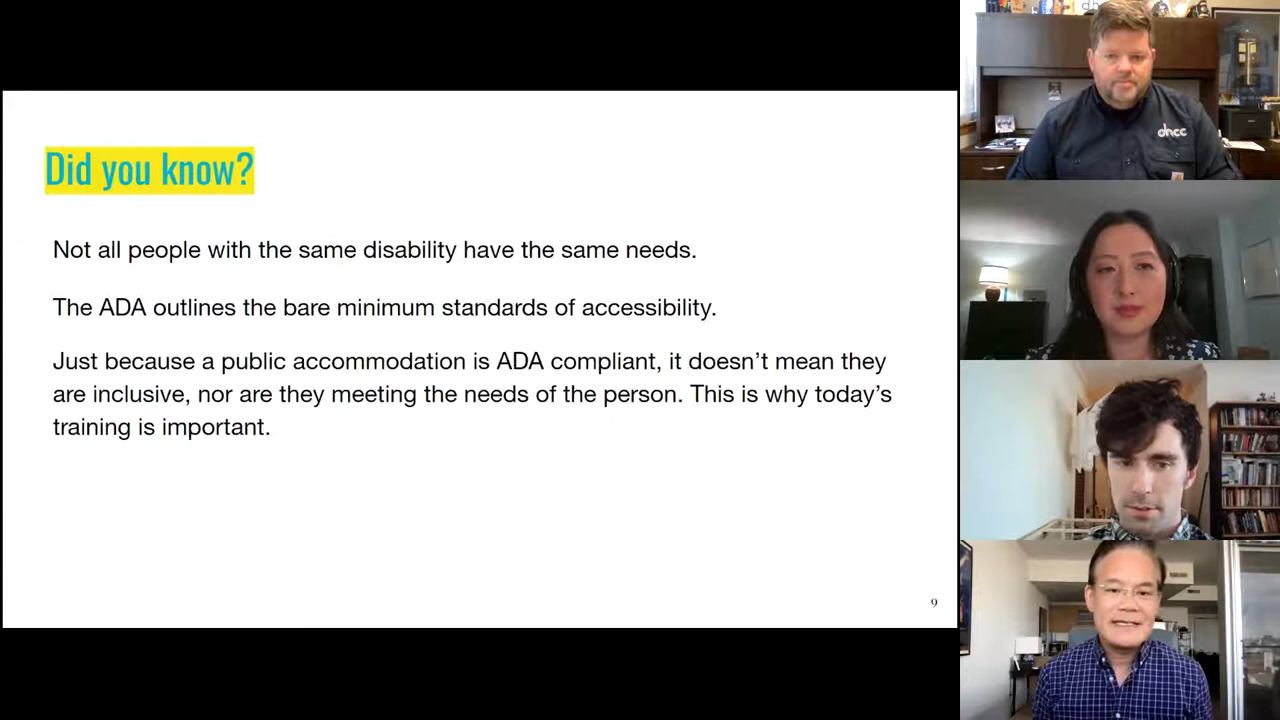 Did you know?
Not all people with the same disability have the same needs.
The ADA outlines the bare minimum standards of accessibility.
Just because a public accommodation is ADA compliant, it doesn’t mean they
are inclusive, nor are they meeting the needs of the person. This is why today’s
training is important.
9
dhcc